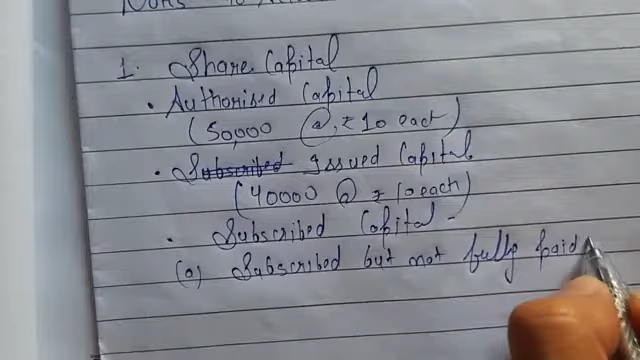 1. Share Capital
• Authorised Capital
(50,000 @ ₹10 each)
• Subscribed Issued Capital
(40000 @ ₹10 each)
• Subscribed Capital -
(a) Subscribed but not fully paid